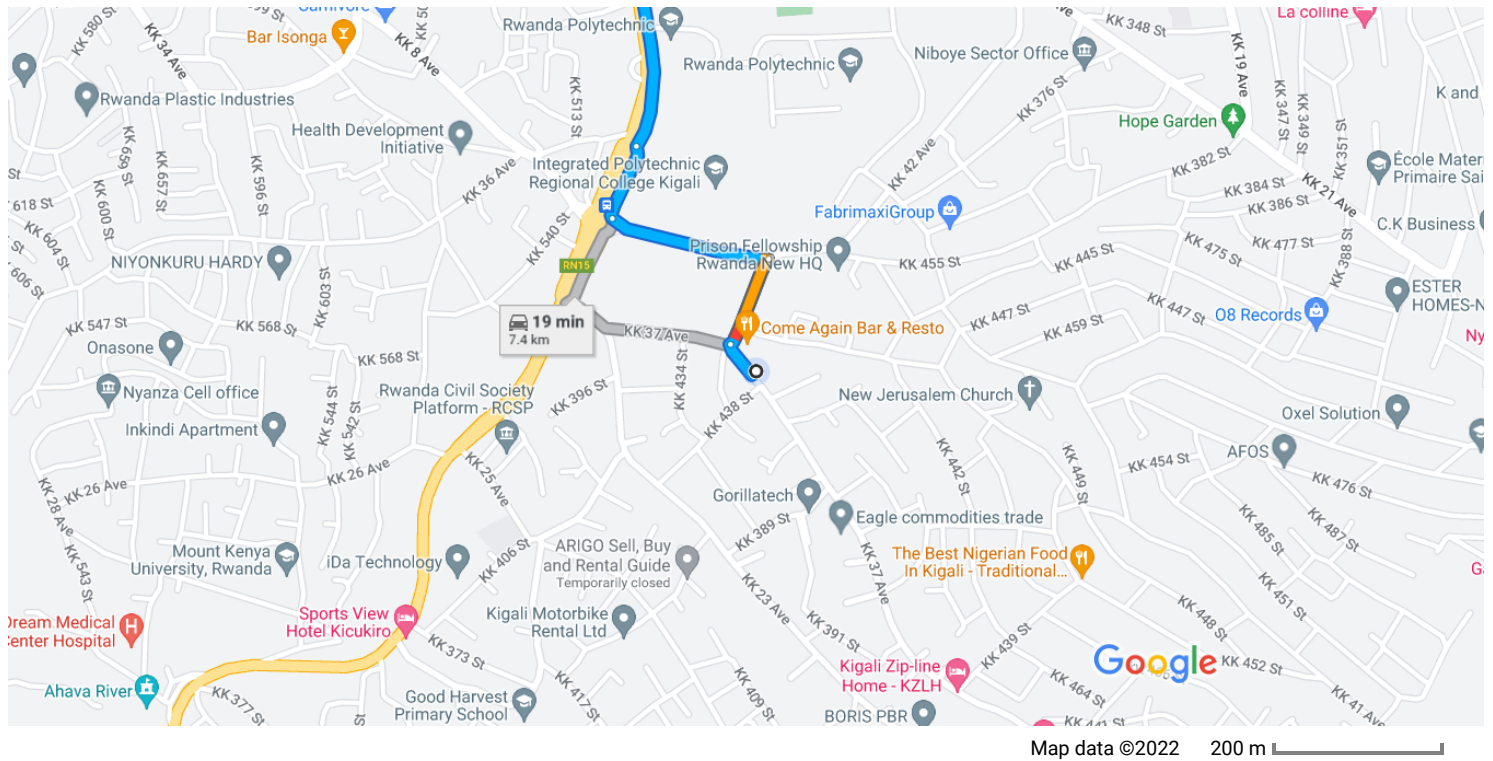 Carnivore
KK 580 St
KK 34 Ave
Bar Isonga
KK 8 Ave
Rwanda Polytechnic
Rwanda Polytechnic
Niboye Sector Office
KK 348 St
La colline
KK 19 Ave
Rwanda Plastic Industries
KK 513 St
KK 376 St
KK 347 St
KK 349 St
KK 351 St
K and
Health Development
Initiative
Hope Garden
KK 659 St
KK 657 St
KK 596 St
KK 36 Ave
Integrated Polytechnic
Regional College Kigali
KK 42 Ave
KK 382 St
École Mater
Primaire Sai
KK 384 St
KK 386 St
KK 21 Ave
618 St
KK 600 St
KK 604 St
KK 606 St
KK 540 St
FabrimaxiGroup
C.K Business
NIYONKURU HARDY
KK 603 St
RN15
Prison Fellowship
Rwanda New HQ
KK 455 St
KK 445 St
KK 475 St
KK 477 St
KK 388 St
ESTER
HOMES-N
KK 547 St
KK 568 St
19 min
7.4 km
KK 37 Ave
Come Again Bar & Resto
KK 447 St
KK 459 St
KK 447 St
O8 Records
Ny
Onasone
KK 568 St
Nyanza Cell office
KK 544 St
KK 542 St
Rwanda Civil Society
Platform - RCSP
KK 396 St
KK 434 St
KK 438 St
New Jerusalem Church
Oxel Solution
Inkindi Apartment
KK 26 Ave
KK 26 Ave
KK 28 Ave
KK 25 Ave
KK 442 St
KK 449 St
KK 454 St
AFOS
KK 476 St
Gorillatech
Eagle commodities trade
KK 389 St
KK 485 St
KK 487 St
Mount Kenya
University, Rwanda
KK 543 St
iDa Technology
KK 406 St
ARIGO Sell, Buy
and Rental Guide
Temporarily closed
KK 37 Ave
The Best Nigerian Food
In Kigali - Traditional...
KK 451 St
Dream Medical
Center Hospital
Sports View
Hotel Kicukiro
Kigali Motorbike
Rental Ltd
KK 23 Ave
KK 391 St
KK 439 St
KK 448 St
KK 373 St
Google
KK 452 St
Kigali Zip-line
Home - KZLH
KK 464 St
KK 41 Ave
Ahava River
KK 377 St
Good Harvest
Primary School
KK 417 St
KK 409 St
BORIS PBR
Map data ©2022
200 m